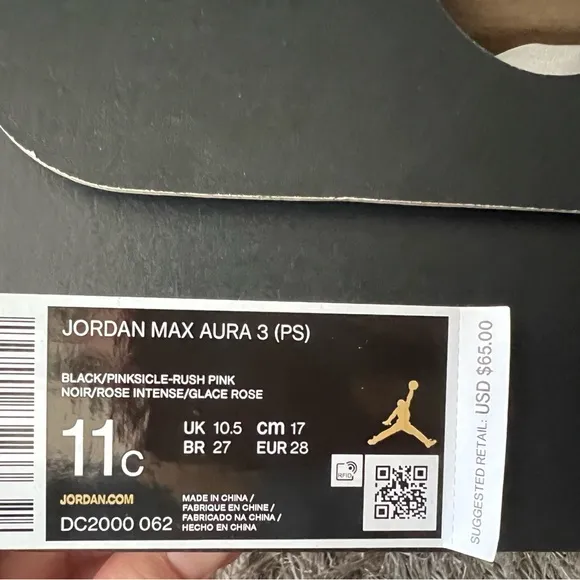 JORDAN MAX AURA 3 (PS)
BLACK/PINKSICLE-RUSH PINK
NOIR/ROSE INTENSE/GLACE ROSE
11C
UK 10.5 cm 17
BR 27 EUR 28
RFID
JORDAN.COM
DC2000 062
MADE IN CHINA /
FABRIQUE EN CHINE /
FABRICADO NA CHINA /
HECHO EN CHINA
SUGGESTED RETAIL: USD $65.00